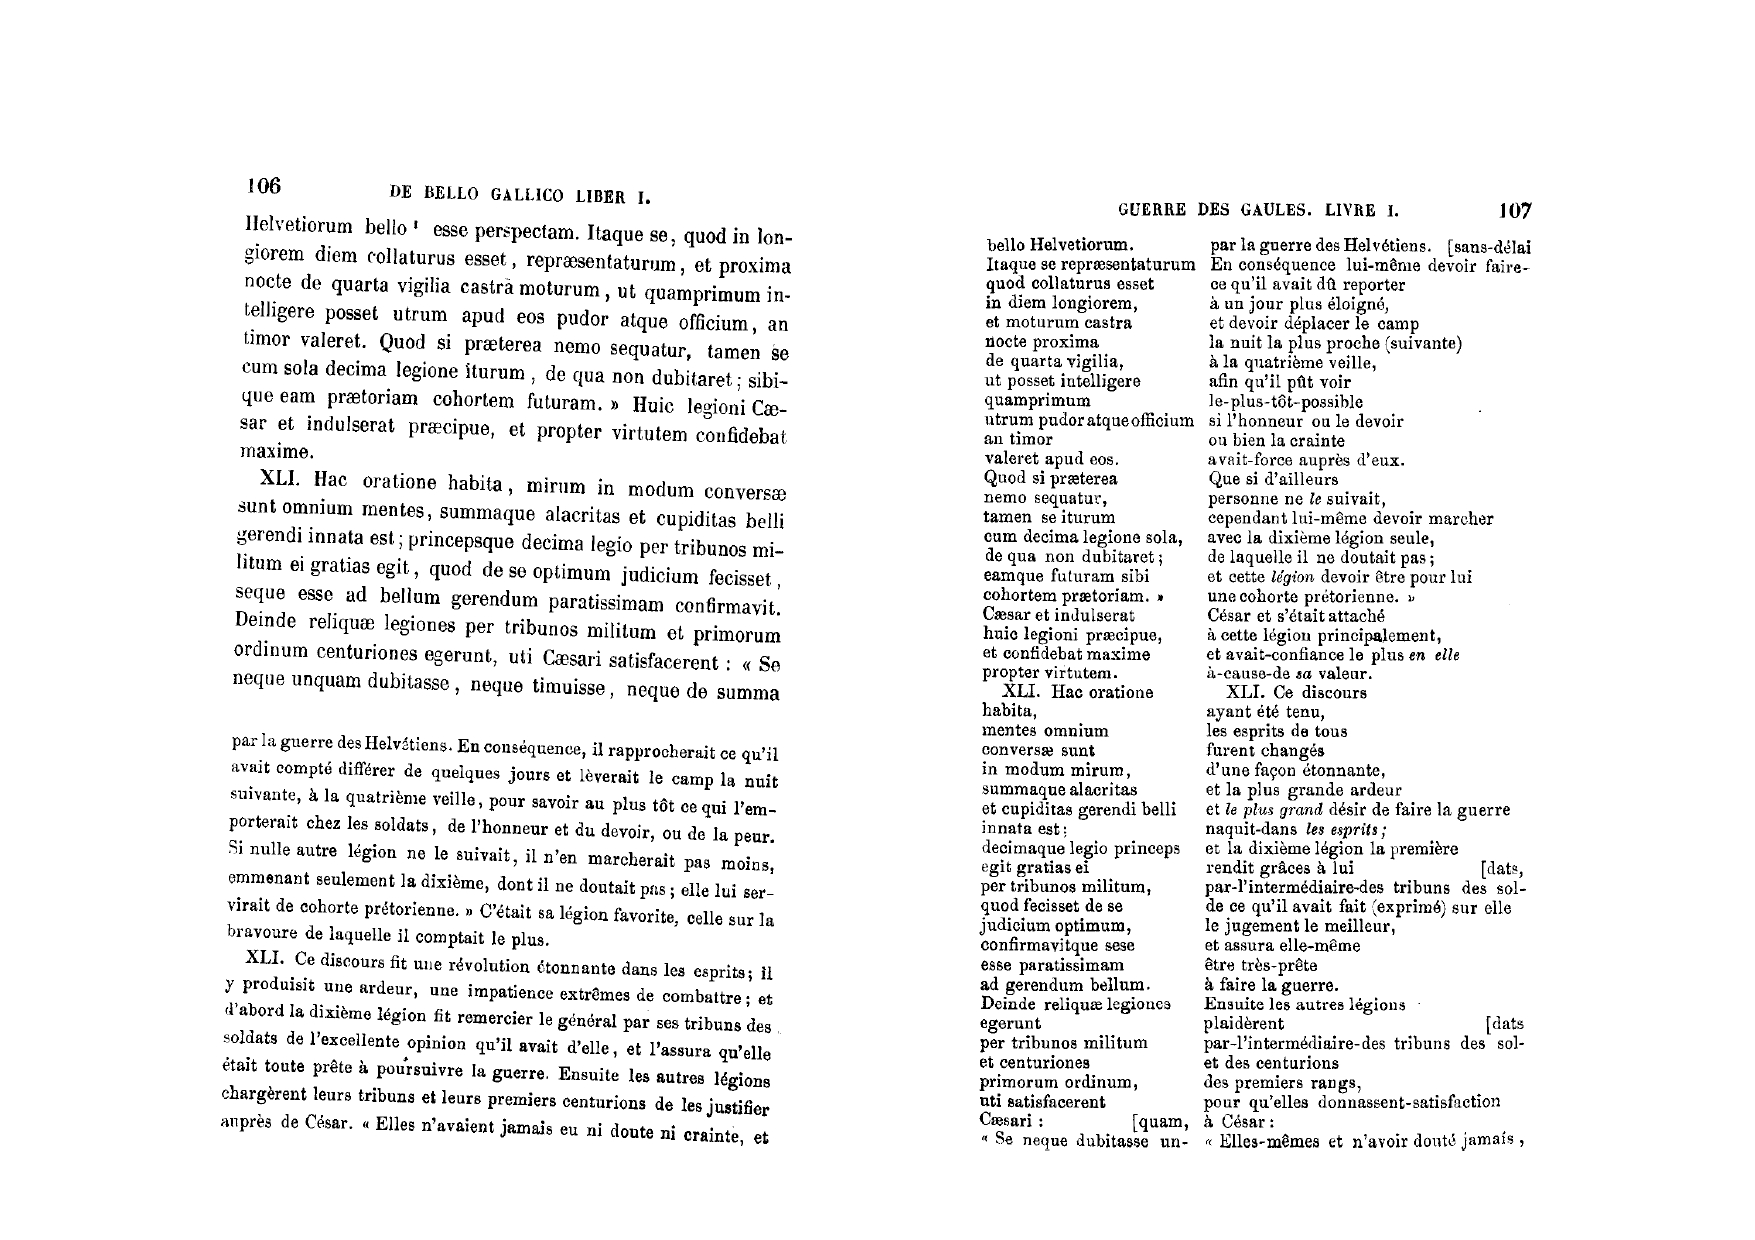 106
DE BELLO GALLICO LIBER I.
Helvetiorum bello ¹ esse perspectam. Itaque se, quod in lon-
giorem diem collaturus esset, repræsentaturum, et proxima
nocte de quarta vigilia castra moturum, ut quamprimum in-
telligere posset utrum apud eos pudor atque officium, an
timor valeret. Quod si præterea nemo sequatur, tamen se
cum sola decima legione iturum, de qua non dubitaret; sibi-
que eam prætoriam cohortem futuram. » Huic legioni Cæ-
sar et indulserat præcipue, et propter virtutem confidebat
maxime.
XLI. Hac oratione habita, mirum in modum conversæ
sunt omnium mentes, summaque alacritas et cupiditas belli
gerendi innata est; princepsque decima legio per tribunos mi-
litum ei gratias egit, quod de se optimum judicium fecisset,
seque esse ad bellum gerendum paratissimam confirmavit.
Deinde reliquæ legiones per tribunos militum et primorum
ordinum centuriones egerunt, uti Cæsari satisfacerent : « Se
neque unquam dubitasse, neque timuisse, neque de summa
par la guerre des Helvétiens. En conséquence, il rapprocherait ce qu'il
avait compté différer de quelques jours et lèverait le camp la nuit
suivante, à la quatrième veille, pour savoir au plus tôt ce qui l'em-
porterait chez les soldats, de l'honneur et du devoir, ou de la peur.
Si nulle autre légion ne le suivait, il n'en marcherait pas moins,
emmenant seulement la dixième, dont il ne doutait pas; elle lui ser-
virait de cohorte prétorienne. » C'était sa légion favorite, celle sur la
bravoure de laquelle il comptait le plus.
XLI. Ce discours fit une révolution étonnante dans les esprits; il
y produisit une ardeur, une impatience extrêmes de combattre; et
d'abord la dixième légion fit remercier le général par ses tribuns des
soldats de l'excellente opinion qu'il avait d'elle, et l'assura qu'elle
était toute prête à poursuivre la guerre. Ensuite les autres légions
chargèrent leurs tribuns et leurs premiers centurions de les justifier
auprès de César. « Elles n'avaient jamais eu ni doute ni crainte, et
GUERRE DES GAULES. LIVRE I.
107
bello Helvetiorum.
Itaque se repræsentaturum
quod collaturus esset
in diem longiorem,
et moturum castra
nocte proxima
de quarta vigilia,
ut posset intelligere
quamprimum
utrum pudor atque officium
an timor
valeret apud eos.
Quod si præterea
nemo sequatur,
tamen se iturum
cum decima legione sola,
de qua non dubitaret;
eamque futuram sibi
cohortem prætoriam. »
Cæsar et indulserat
huic legioni præcipue,
et confidebat maxime
propter virtutem.
XLI. Hac oratione
habita,
mentes omnium
conversæ sunt
in modum mirum,
summaque alacritas
et cupiditas gerendi belli
innata est;
decimaque legio princeps
egit gratias ei
per tribunos militum,
quod fecisset de se
judicium optimum,
confirmavitque sese
esse paratissimam
ad gerendum bellum.
Deinde reliquæ legiones
egerunt
per tribunos militum
et centuriones
primorum ordinum,
uti satisfacerent
Cæsari : [quam,
« Se neque dubitasse un-
par la guerre des Helvétiens. [sans-délai
En conséquence lui-même devoir faire-
ce qu'il avait dû reporter
à un jour plus éloigné,
et devoir déplacer le camp
la nuit la plus proche (suivante)
à la quatrième veille,
afin qu'il pût voir
le-plus-tôt-possible
si l'honneur ou le devoir
ou bien la crainte
avait-force auprès d'eux.
Que si d'ailleurs
personne ne le suivait,
cependant lui-même devoir marcher
avec la dixième légion seule,
de laquelle il ne doutait pas;
et cette légion devoir être pour lui
une cohorte prétorienne. »
César et s'était attaché
à cette légion principalement,
et avait-confiance le plus en elle
à-cause-de sa valeur.
XLI. Ce discours
ayant été tenu,
les esprits de tous
furent changés
d'une façon étonnante,
et la plus grande ardeur
et le plus grand désir de faire la guerre
naquit-dans les esprits;
et la dixième légion la première
rendit grâces à lui [dats,
par-l'intermédiaire-des tribuns des sol-
de ce qu'il avait fait (exprimé) sur elle
le jugement le meilleur,
et assura elle-même
être très-prête
à faire la guerre.
Ensuite les autres légions
plaidèrent [dats
par-l'intermédiaire-des tribuns des sol-
et des centurions
des premiers rangs,
pour qu'elles donnassent-satisfaction
à César :
« Elles-mêmes et n'avoir douté jamais,